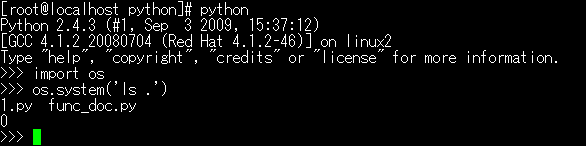 [root@localhost python]# python
Python 2.4.3 (#1, Sep  3 2009, 15:37:12)
[GCC 4.1.2 20080704 (Red Hat 4.1.2-46)] on linux2
Type "help", "copyright", "credits" or "license" for more information.
>>> import os
>>> os.system('ls .')
1.py  func_doc.py
0
>>>